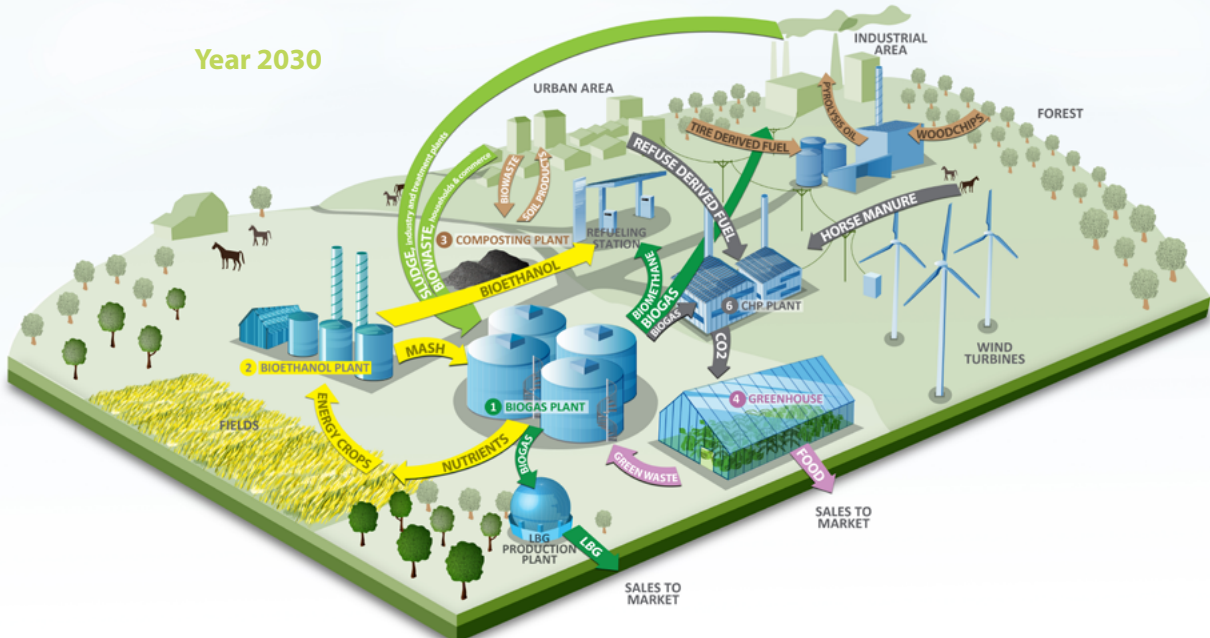 Year 2030
INDUSTRIAL
AREA
URBAN AREA
FOREST
PYROLYSIS OIL
WOODCHIPS
TIRE DERIVED FUEL
REFUSE DERIVED FUEL
HORSE MANURE
SLUDGE, industry and treatment plants
BIOWASTE, households & commerce
BIOWASTE
SOIL PRODUCTS
REFUELING
STATION
3 COMPOSTING PLANT
BIOETHANOL
BIOMETHANE
BIOGAS
BIOGAS
6 CHP PLANT
CO2
WIND
TURBINES
MASH
2 BIOETHANOL PLANT
1 BIOGAS PLANT
4 GREENHOUSE
FIELDS
ENERGY CROPS
NUTRIENTS
BIOGAS
GREEN WASTE
FOOD
SALES TO
MARKET
LBG
PRODUCTION
PLANT
LBG
SALES TO
MARKET